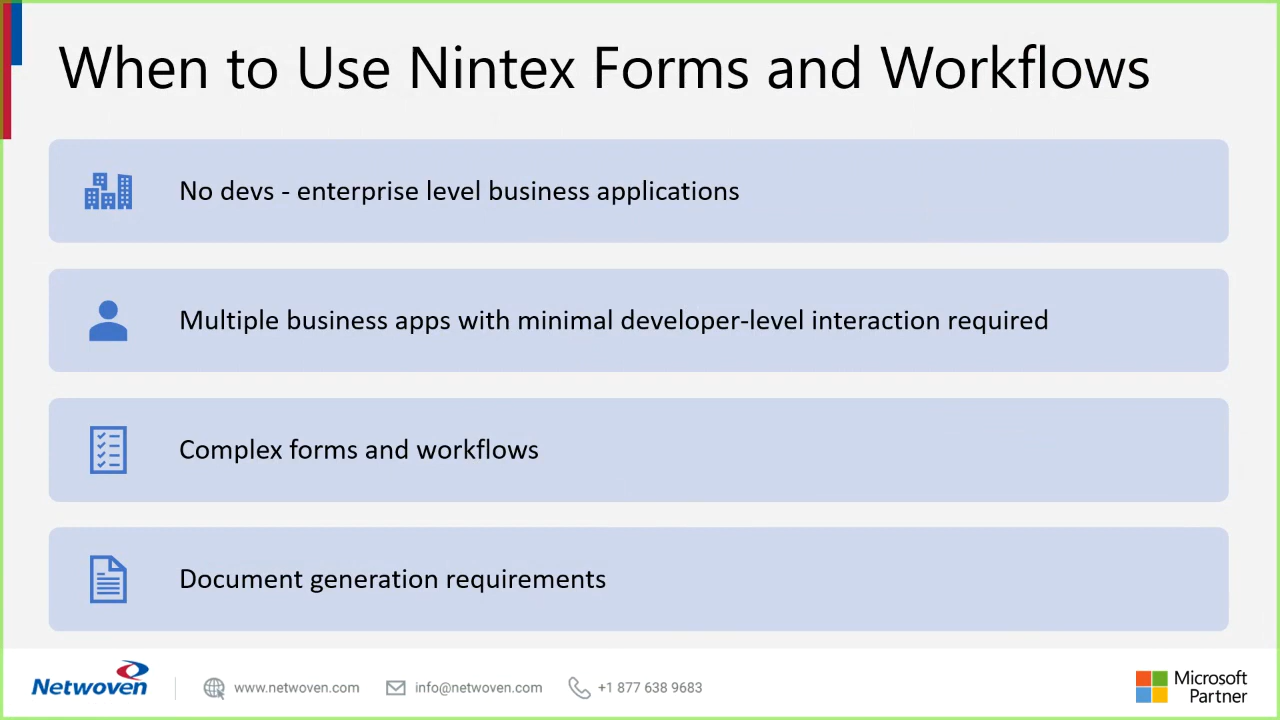 When to Use Nintex Forms and Workflows
No devs - enterprise level business applications
Multiple business apps with minimal developer-level interaction required
Complex forms and workflows
Document generation requirements
Netwoven
www.netwoven.com
info@netwoven.com
+1 877 638 9683
Microsoft
Partner